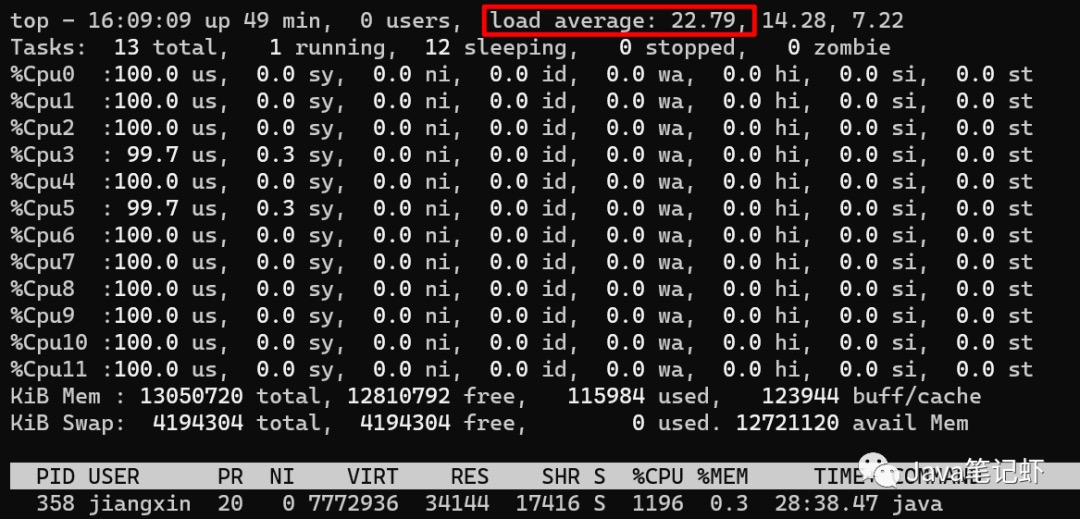 top - 16:09:09 up 49 min,  0 users,  load average: 22.79, 14.28, 7.22
Tasks:  13 total,   1 running,  12 sleeping,   0 stopped,   0 zombie
%Cpu0  :100.0 us,  0.0 sy,  0.0 ni,  0.0 id,  0.0 wa,  0.0 hi,  0.0 si,  0.0 st
%Cpu1  :100.0 us,  0.0 sy,  0.0 ni,  0.0 id,  0.0 wa,  0.0 hi,  0.0 si,  0.0 st
%Cpu2  :100.0 us,  0.0 sy,  0.0 ni,  0.0 id,  0.0 wa,  0.0 hi,  0.0 si,  0.0 st
%Cpu3  : 99.7 us,  0.3 sy,  0.0 ni,  0.0 id,  0.0 wa,  0.0 hi,  0.0 si,  0.0 st
%Cpu4  :100.0 us,  0.0 sy,  0.0 ni,  0.0 id,  0.0 wa,  0.0 hi,  0.0 si,  0.0 st
%Cpu5  : 99.7 us,  0.3 sy,  0.0 ni,  0.0 id,  0.0 wa,  0.0 hi,  0.0 si,  0.0 st
%Cpu6  :100.0 us,  0.0 sy,  0.0 ni,  0.0 id,  0.0 wa,  0.0 hi,  0.0 si,  0.0 st
%Cpu7  :100.0 us,  0.0 sy,  0.0 ni,  0.0 id,  0.0 wa,  0.0 hi,  0.0 si,  0.0 st
%Cpu8  :100.0 us,  0.0 sy,  0.0 ni,  0.0 id,  0.0 wa,  0.0 hi,  0.0 si,  0.0 st
%Cpu9  :100.0 us,  0.0 sy,  0.0 ni,  0.0 id,  0.0 wa,  0.0 hi,  0.0 si,  0.0 st
%Cpu10 :100.0 us,  0.0 sy,  0.0 ni,  0.0 id,  0.0 wa,  0.0 hi,  0.0 si,  0.0 st
%Cpu11 :100.0 us,  0.0 sy,  0.0 ni,  0.0 id,  0.0 wa,  0.0 hi,  0.0 si,  0.0 st
KiB Mem : 13050720 total, 12810792 free,   115984 used,   123944 buff/cache
KiB Swap:  4194304 total,  4194304 free,        0 used. 12721120 avail Mem
PID USER      PR  NI    VIRT    RES    SHR S  %CPU %MEM     TIME+ COMMAND
358 jiangxin  20   0 7772936  34144  17416 S  1196  0.3  28:38.47 java
Java笔记虾